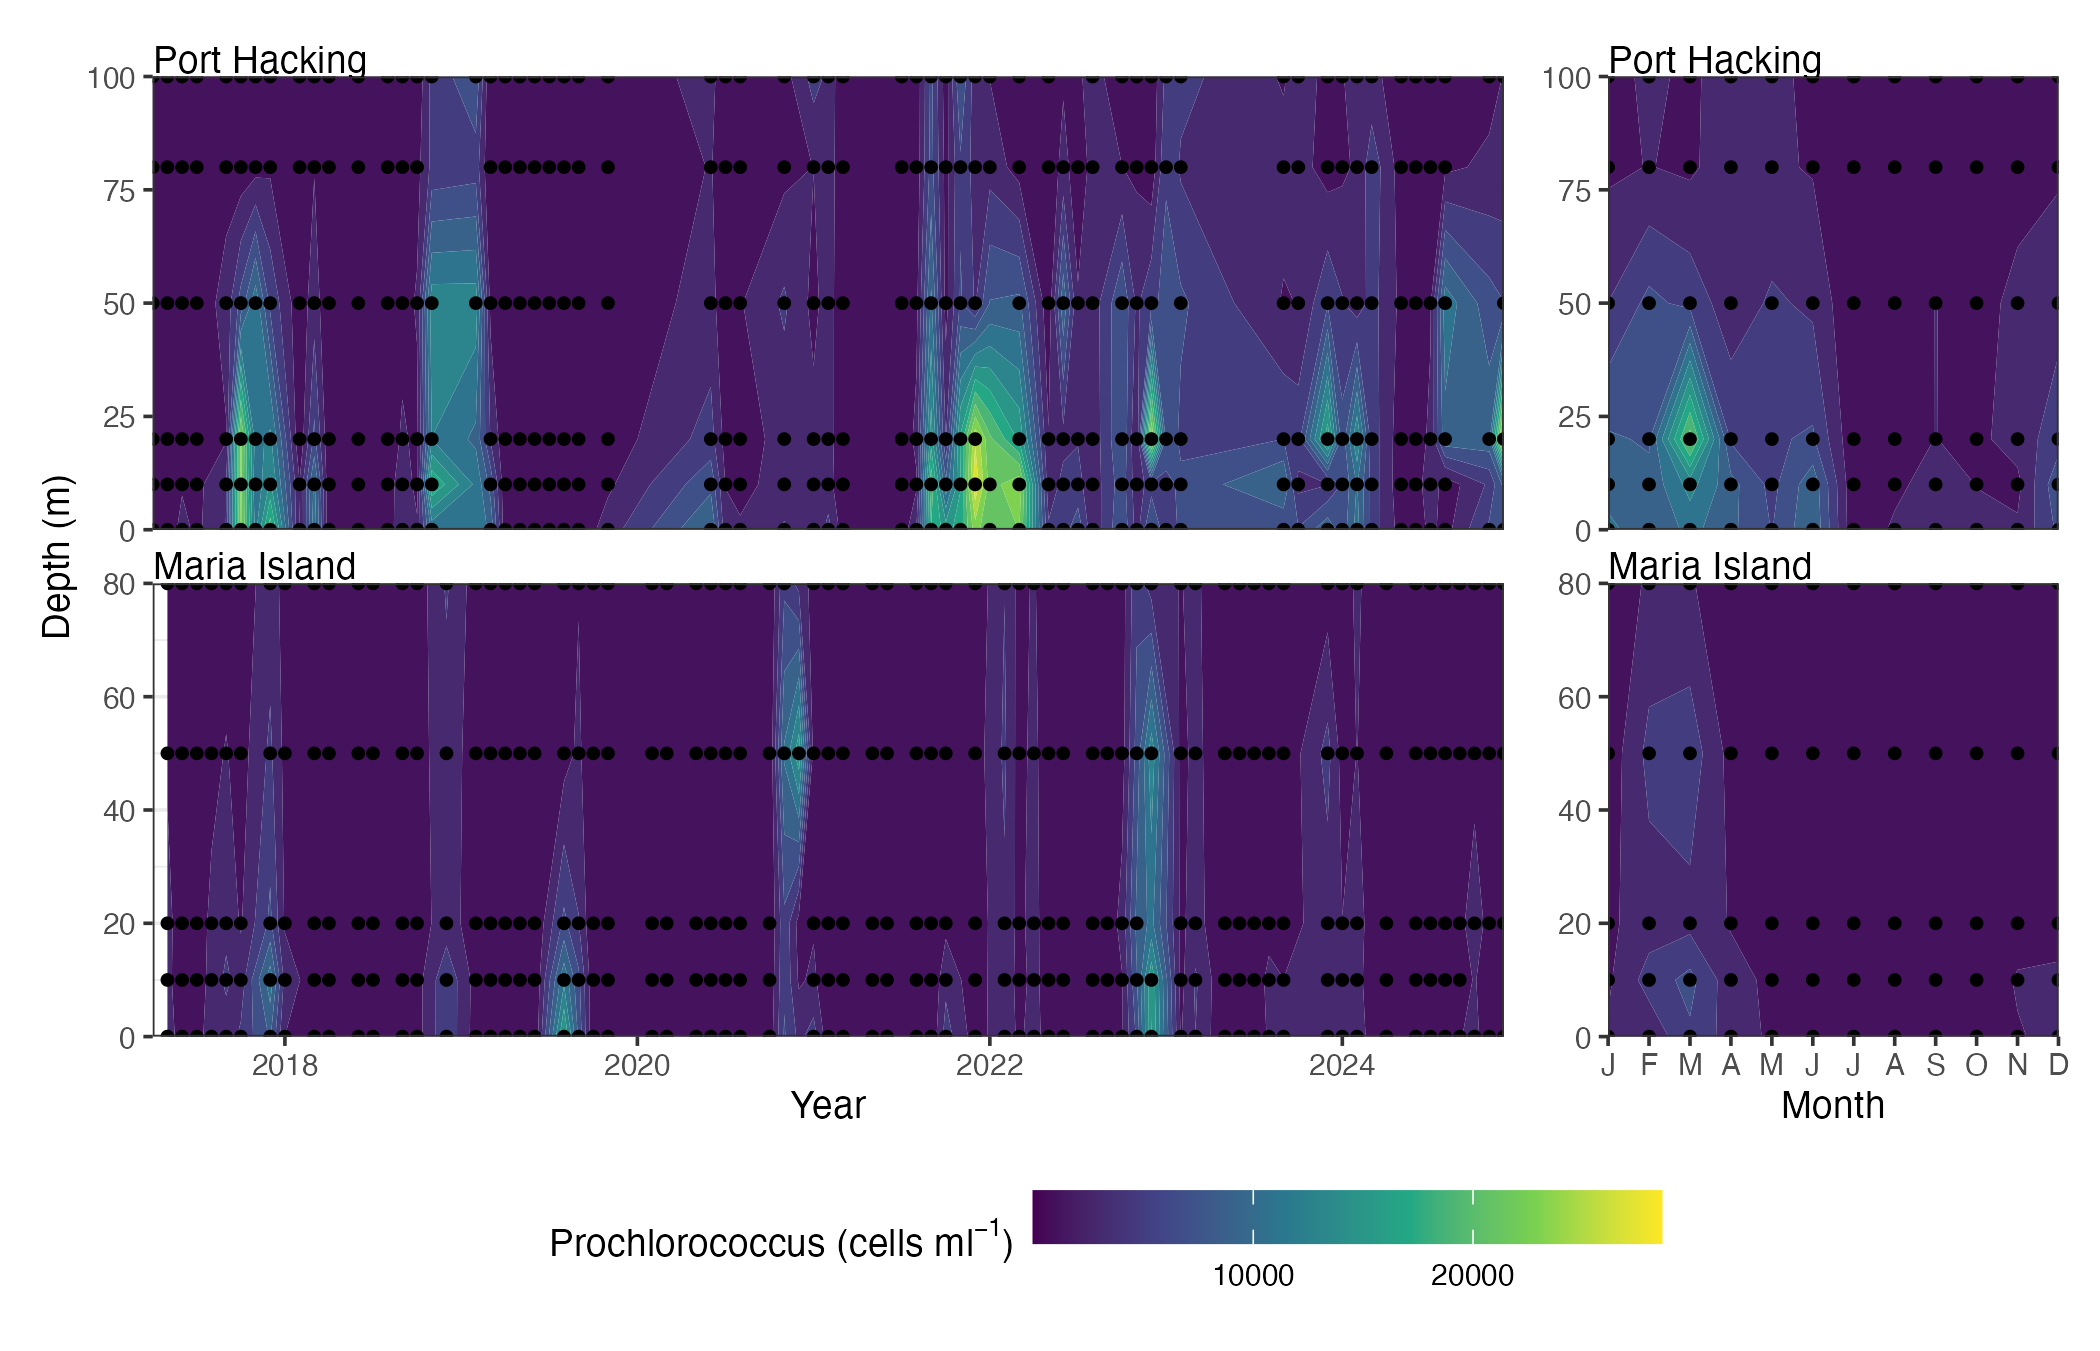 Port Hacking
Port Hacking
100
75
50
25
0
100
75
50
25
0
Depth (m)
Maria Island
Maria Island
80
60
40
20
0
80
60
40
20
0
2018 2020 2022 2024
J F M A M J J A S O N D
Year
Month
Prochlorococcus (cells ml⁻¹)
10000 20000